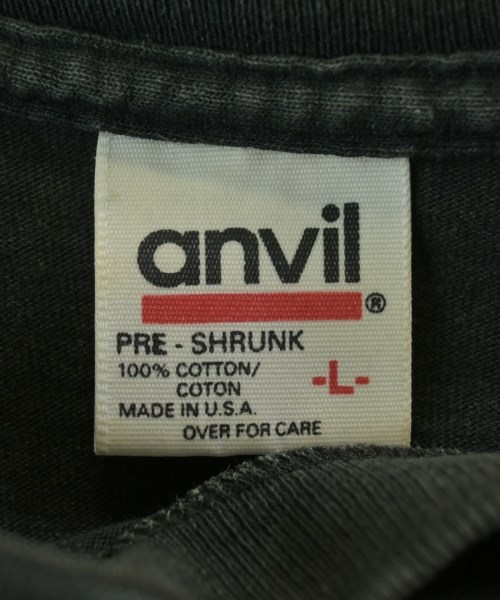 anvil®
PRE - SHRUNK
100% COTTON/
COTON
-L-
MADE IN U.S.A.
OVER FOR CARE